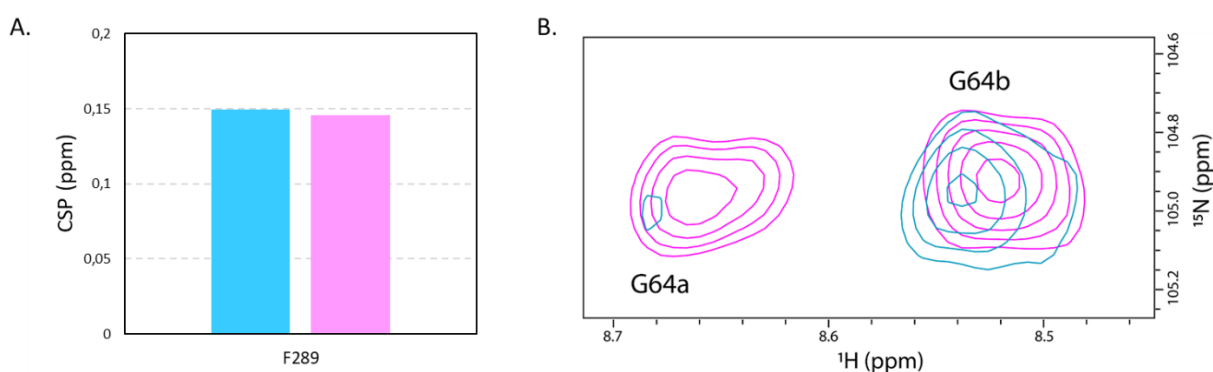 A.
0,2
0,15
0,1
0,05
0
CSP (ppm)
F289
B.
G64a
G64b
8.7
8.6
8.5
¹H (ppm)
104.6
104.8
105.0
105.2
¹⁵N (ppm)